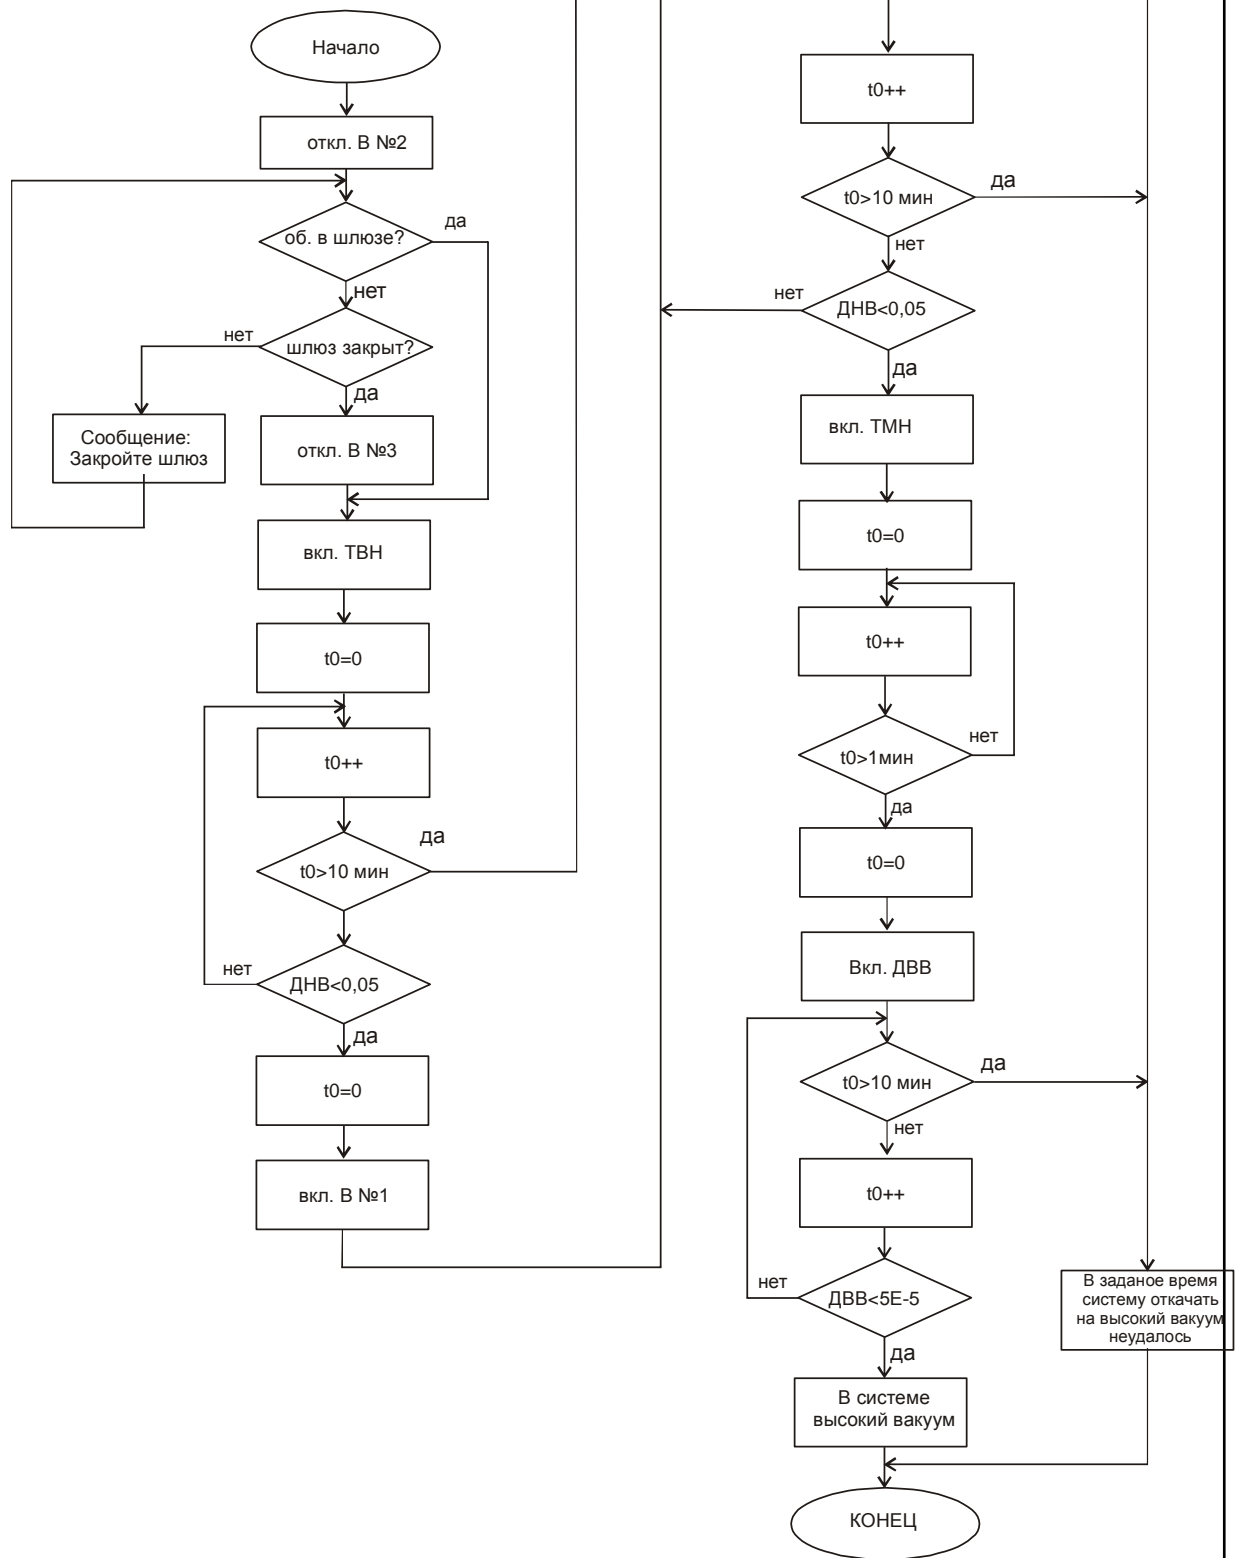 Начало
откл. В №2
об. в шлюзе?
да
нет
шлюз закрыт?
нет
да
Сообщение:
Закройте шлюз
откл. В №3
вкл. ТВН
t0=0
t0++
t0>10 мин
да
ДНВ<0,05
нет
да
t0=0
вкл. В №1
t0++
t0>10 мин
да
нет
ДНВ<0,05
нет
да
вкл. ТМН
t0=0
t0++
t0>1мин
нет
да
t0=0
Вкл. ДВВ
t0>10 мин
да
нет
t0++
ДВВ<5Е-5
нет
да
В системе
высокий вакуум
В заданое время
систему откачать
на высокий вакуум
неудалось
КОНЕЦ